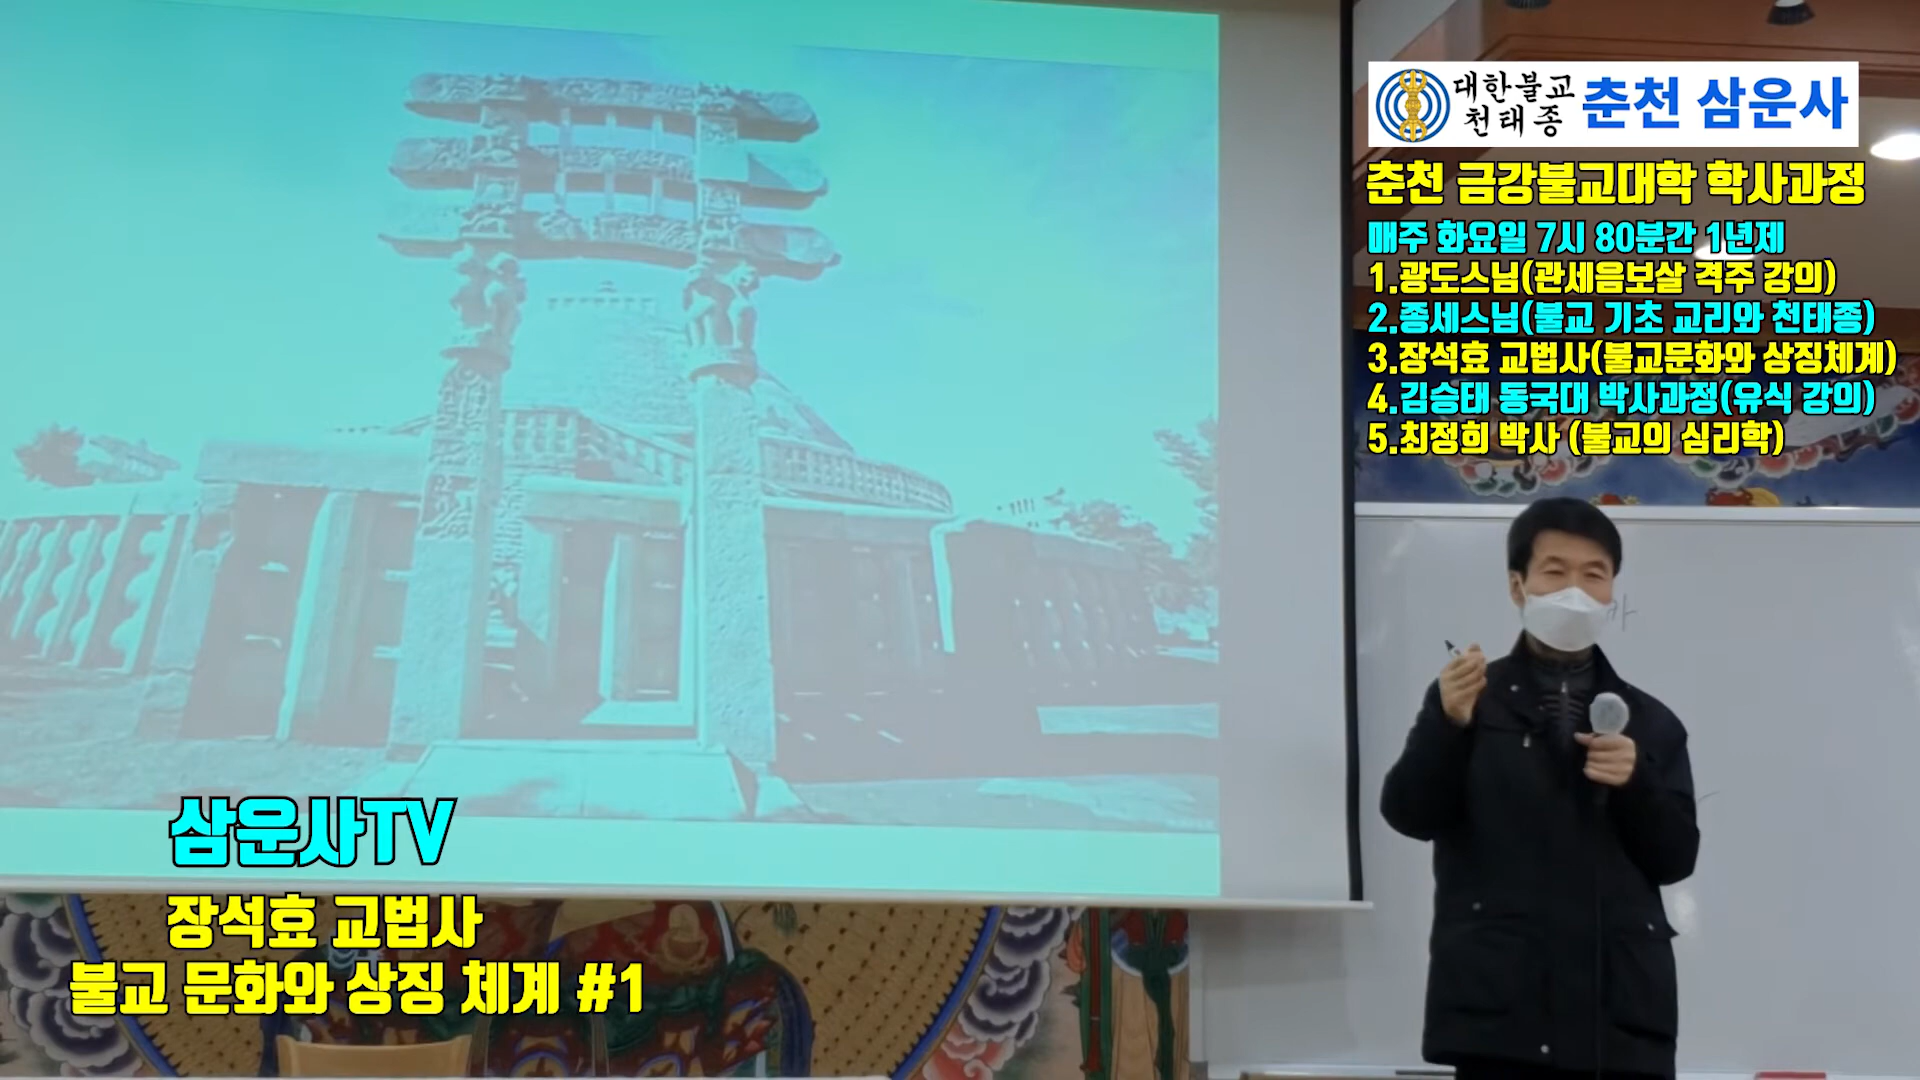 대한불교
천태종
춘천 삼운사
춘천 금강불교대학 학사과정
매주 화요일 7시 80분간 1년제
1.광도스님(관세음보살 격주 강의)
2.종세스님(불교 기초 교리와 천태종)
3.장석효 교법사(불교문화와 상징체계)
4.김승태 동국대 박사과정(유식 강의)
5.최정희 박사 (불교의 심리학)
삼운사TV
장석효 교법사
불교 문화와 상징 체계 #1